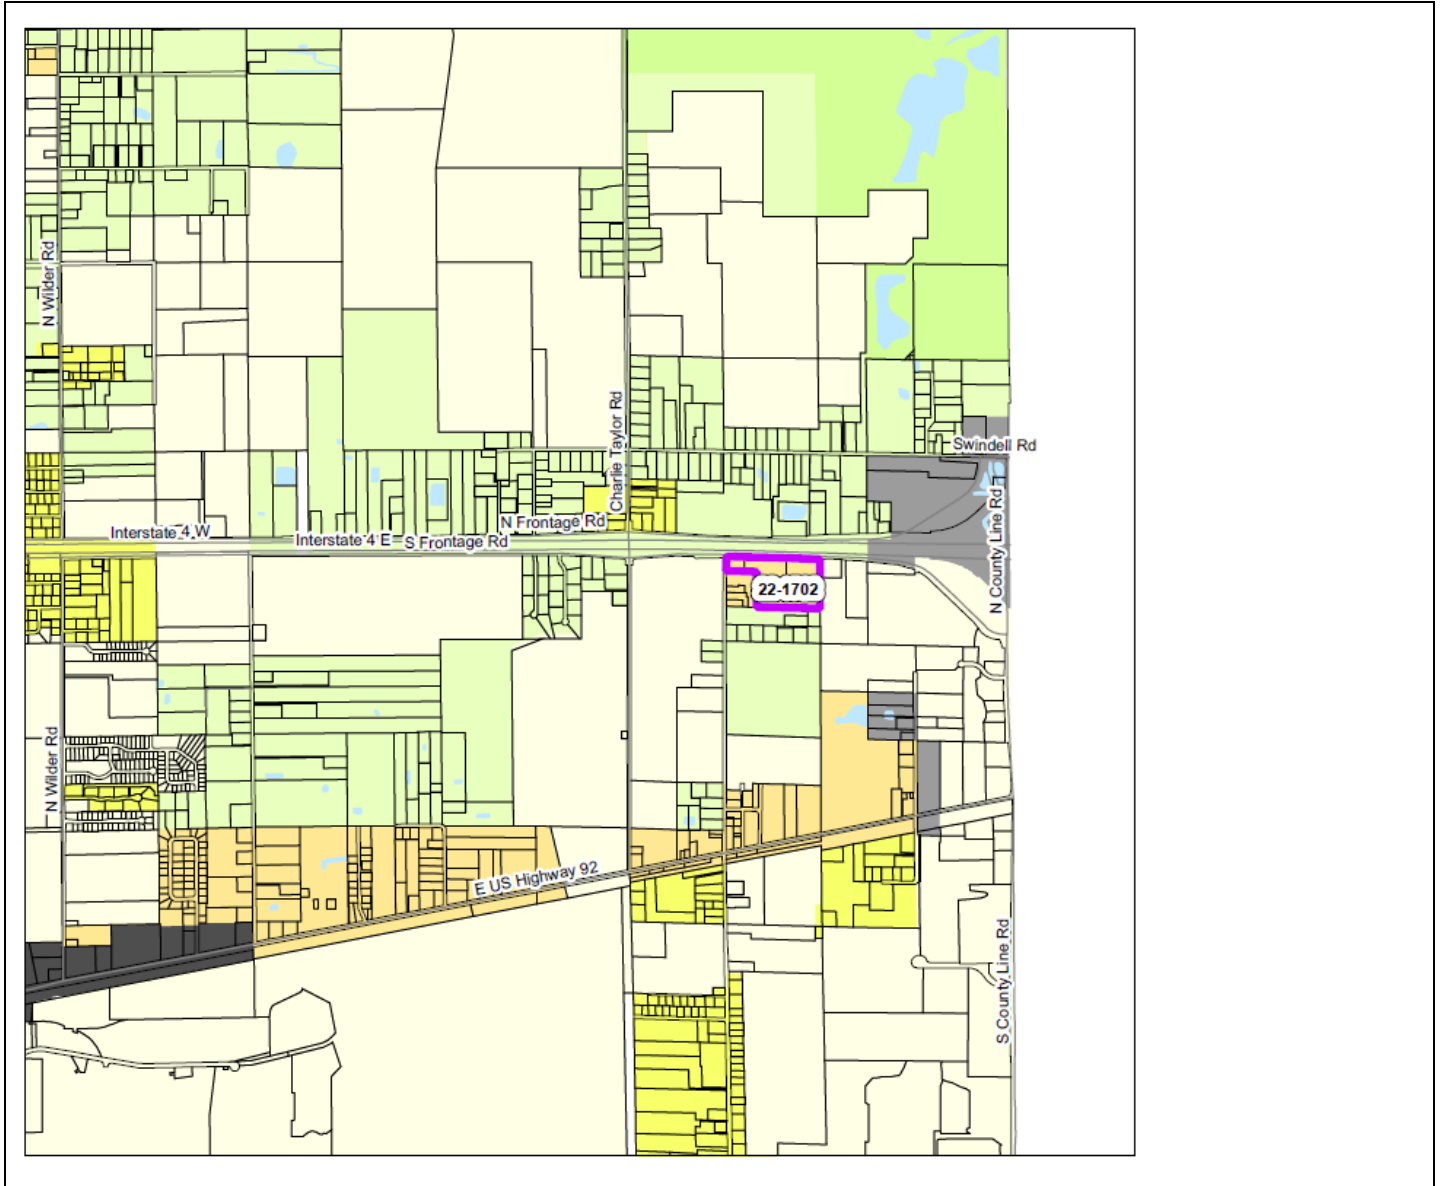 N Wilder Rd
Charlie Taylor Rd
Swindell Rd
N County Line Rd
N Frontage Rd
Interstate 4 W
Interstate 4 E
S Frontage Rd
22-1702
N Wilder Rd
E US Highway 92
S County Line Rd